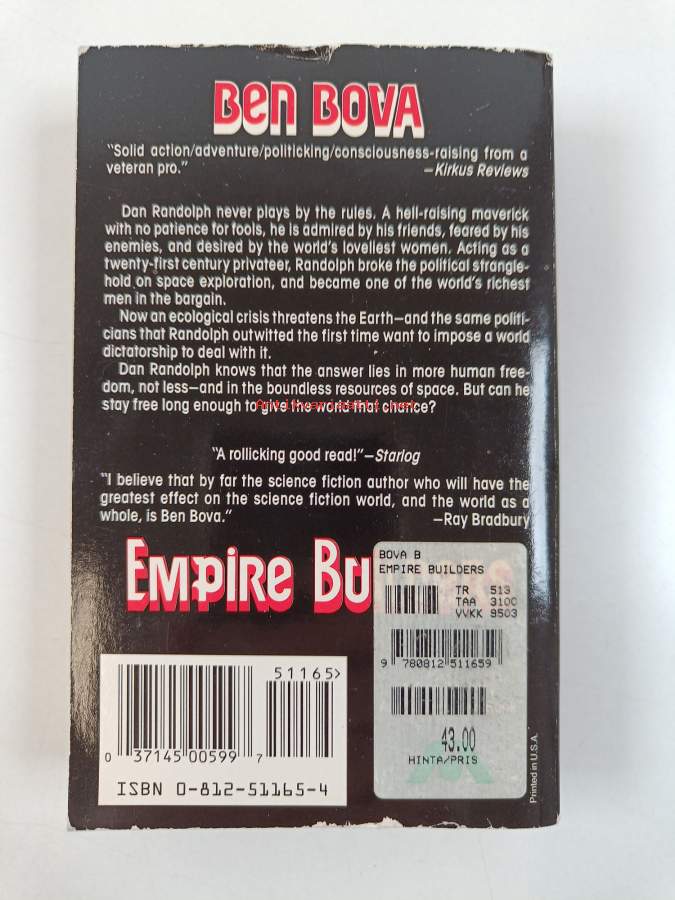 Ben Bova
"Solid action/adventure/politicking/consciousness-raising from a
veteran pro." —Kirkus Reviews
Dan Randolph never plays by the rules. A hell-raising maverick
with no patience for fools, he is admired by his friends, feared by his
enemies, and desired by the world's loveliest women. Acting as a
twenty-first century privateer, Randolph broke the political strangle-
hold on space exploration, and became one of the world's richest
men in the bargain.
Now an ecological crisis threatens the Earth—and the same politi-
cians that Randolph outwitted the first time want to impose a world
dictatorship to deal with it.
Dan Randolph knows that the answer lies in more human free-
dom, not less—and in the boundless resources of space. But can he
stay free long enough to give the world that chance?
Antikvariaatti.net
"A rollicking good read!"—Starlog
"I believe that by far the science fiction author who will have the
greatest effect on the science fiction world, and the world as a
whole, is Ben Bova."
—Ray Bradbury
Empire Bu
BOVA B
EMPIRE BUILDERS
TR 513
TAA 310C
VVKK 9503
9 780812 511659
43.00
HINTA/PRIS
51165>
0 37145 00599 7
ISBN 0-812-51165-4
Printed in U.S.A.